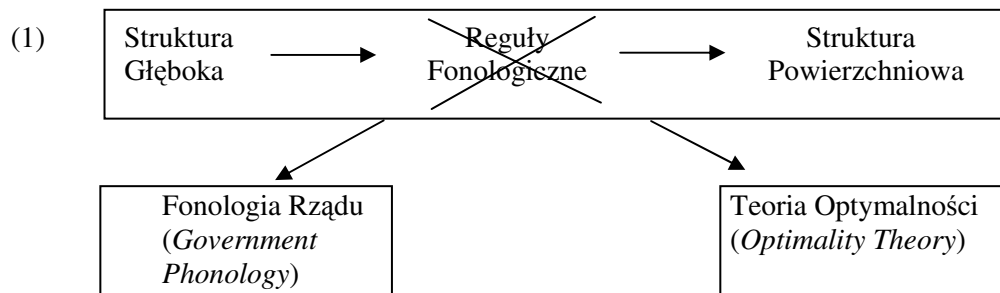 (1)
Struktura
Głęboka
Reguły
Fonologiczne
Struktura
Powierzchniowa
Fonologia Rządu
(Government
Phonology)
Teoria Optymalności
(Optimality Theory)